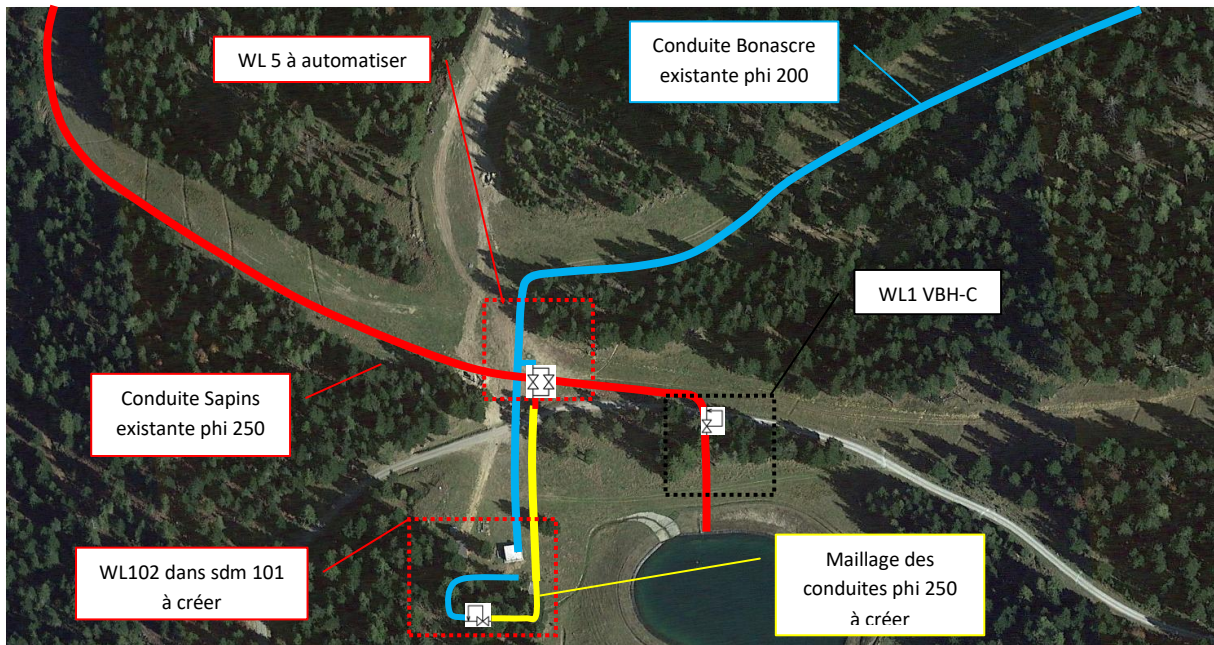 WL 5 à automatiser
Conduite Bonascre
existante phi 200
WL1 VBH-C
Conduite Sapins
existante phi 250
WL102 dans sdm 101
à créer
Maillage des
conduites phi 250
à créer